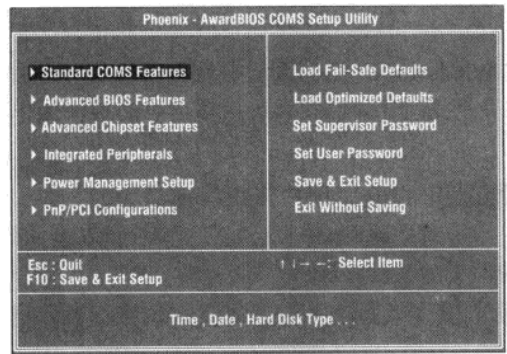 Phoenix - AwardBIOS COMS Setup Utility
Standard COMS Features
Advanced BIOS Features
Advanced Chipset Features
Integrated Peripherals
Power Management Setup
PnP/PCI Configurations
Load Fail-Safe Defaults
Load Optimized Defaults
Set Supervisor Password
Set User Password
Save & Exit Setup
Exit Without Saving
Esc : Quit
F10 : Save & Exit Setup
: Select Item
Time , Date , Hard Disk Type . . .